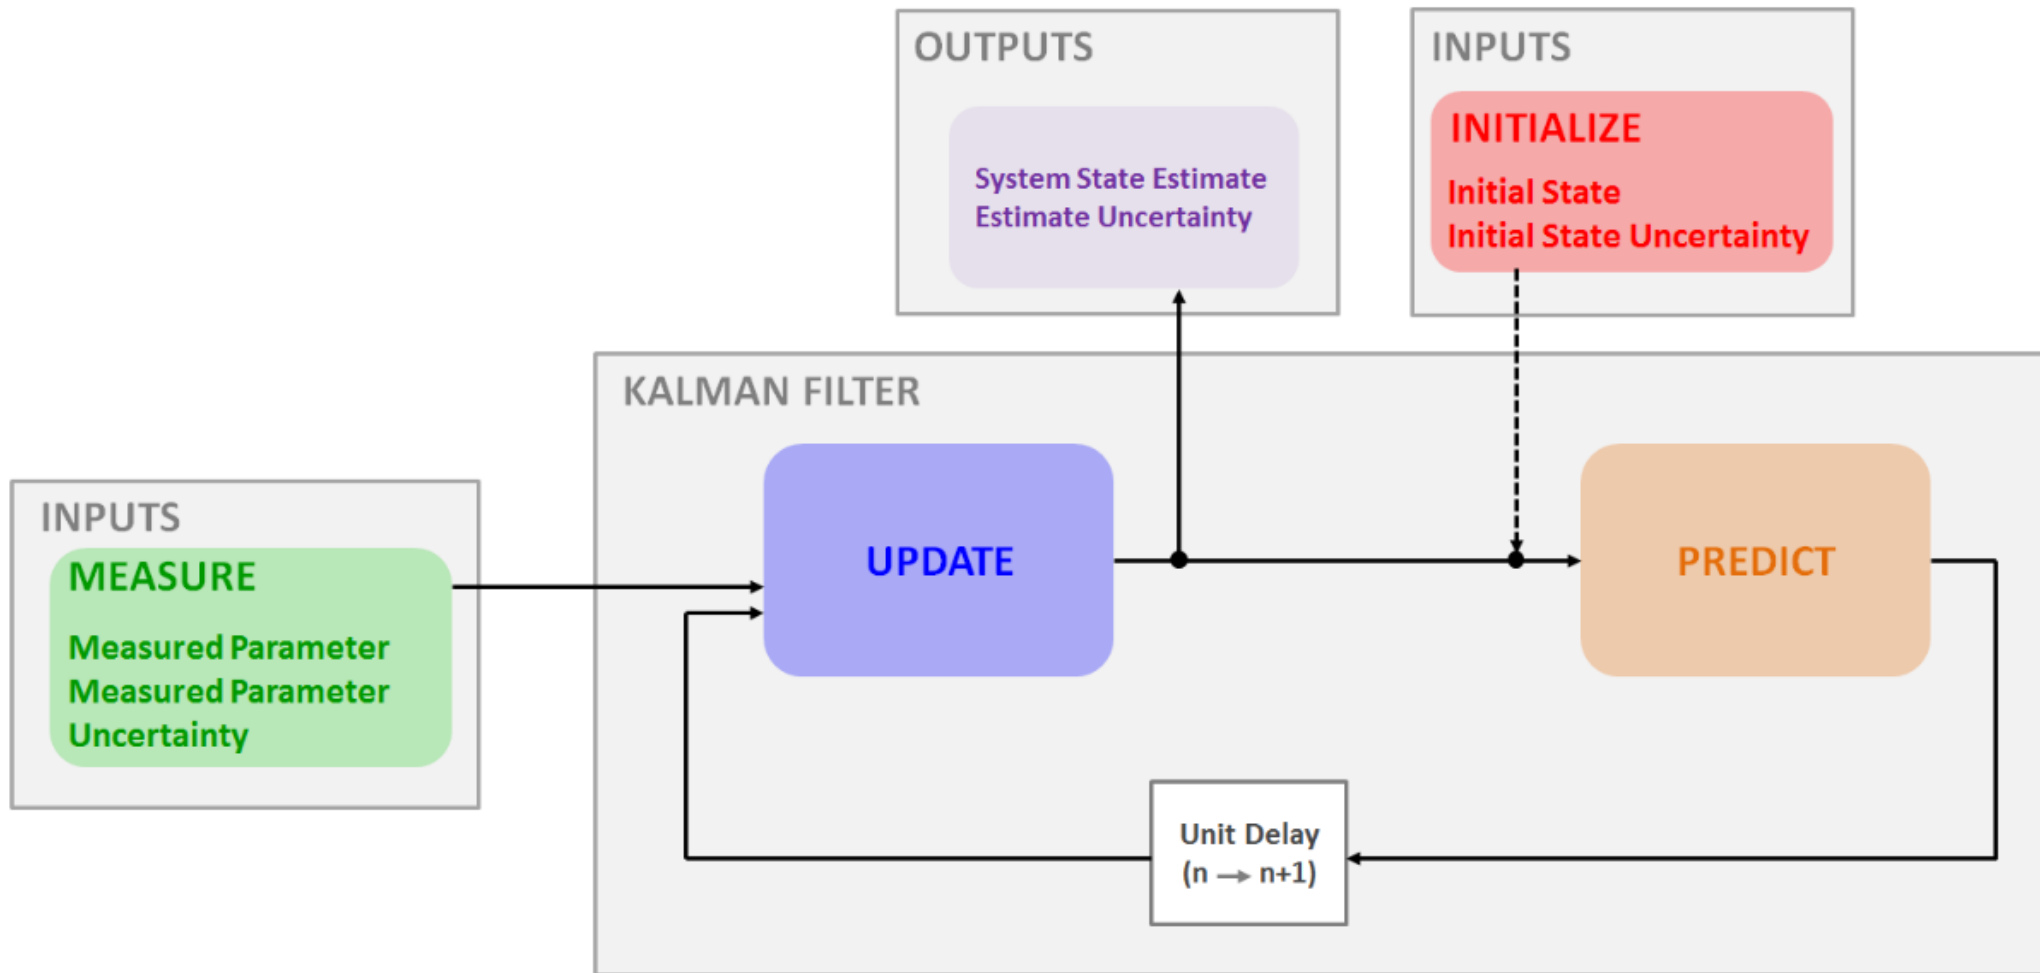 OUTPUTS
System State Estimate
Estimate Uncertainty
INPUTS
INITIALIZE
Initial State
Initial State Uncertainty
KALMAN FILTER
UPDATE
PREDICT
INPUTS
MEASURE
Measured Parameter
Measured Parameter
Uncertainty
Unit Delay
(n → n+1)